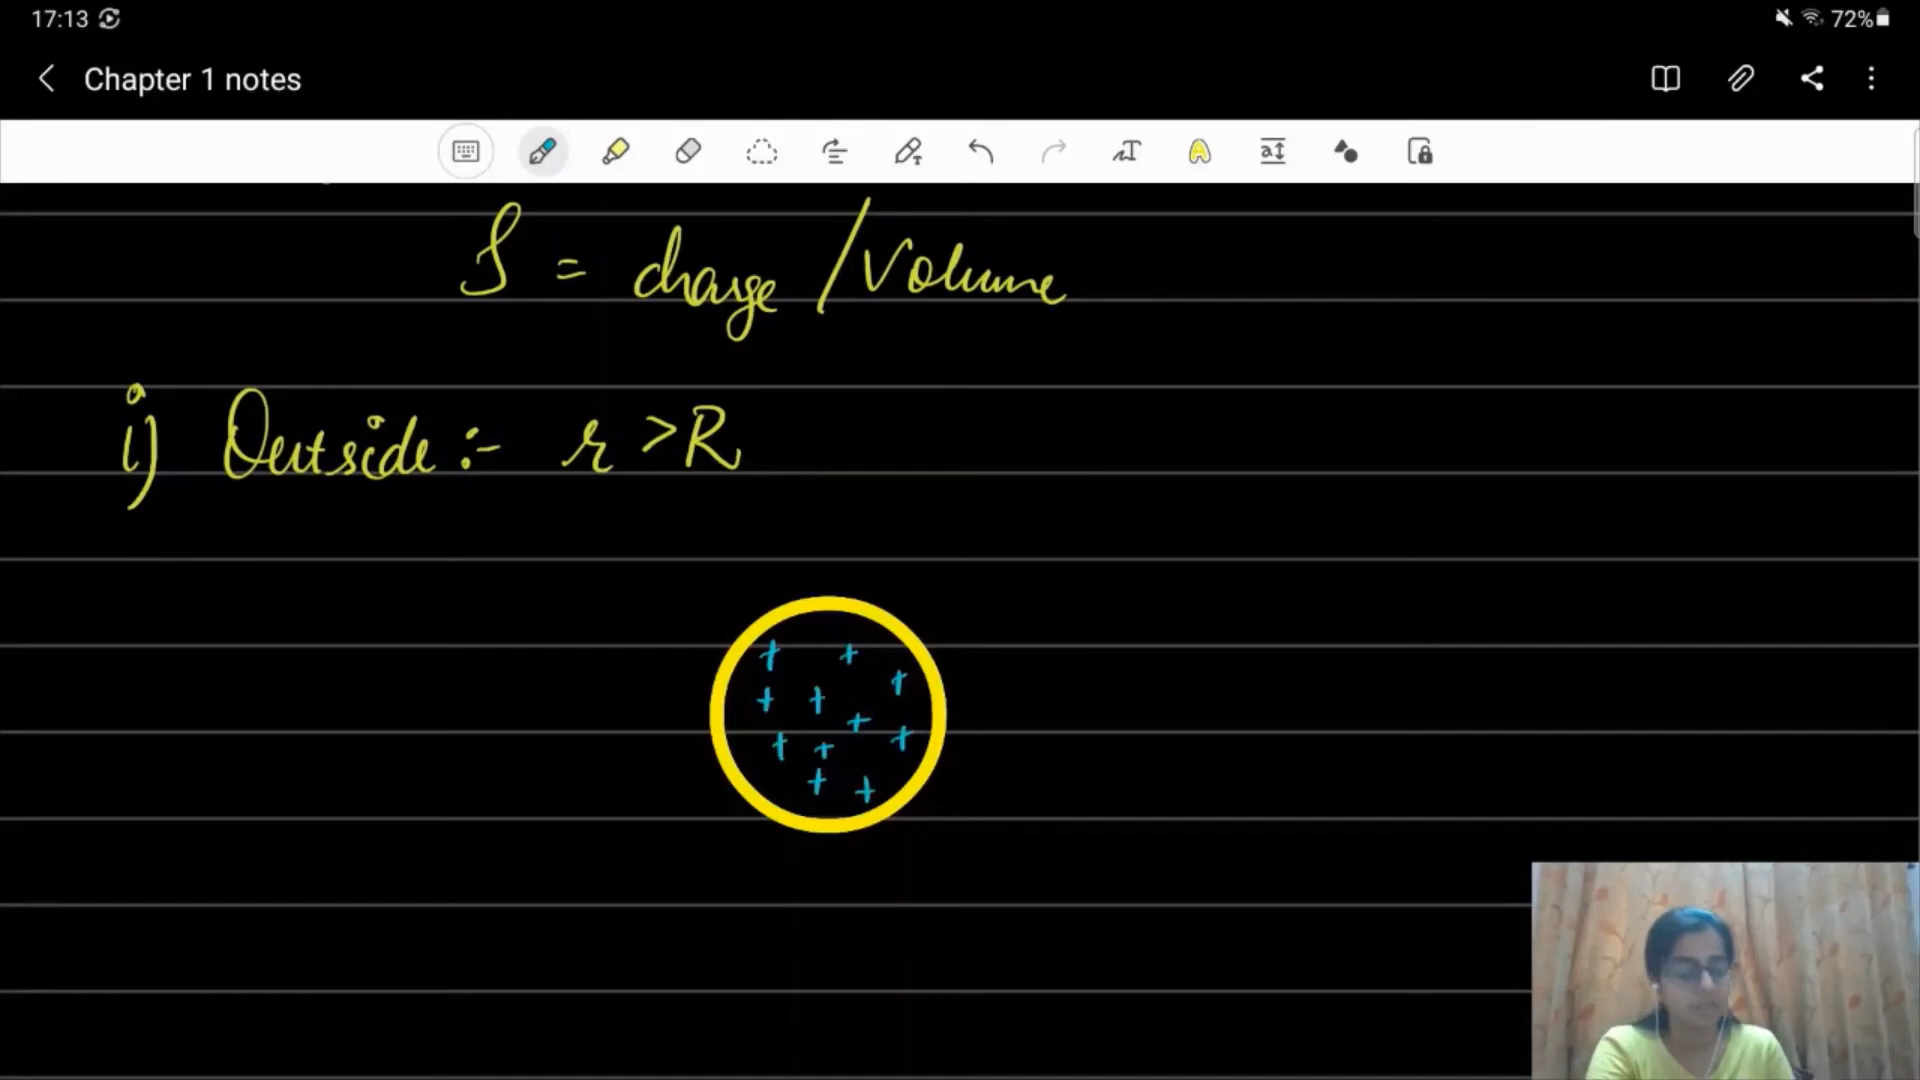 17:13
72%
Chapter 1 notes
ρ = charge / Volume
i) Outside :- r > R
+ +
+
+ +
+
+ + +
+ +